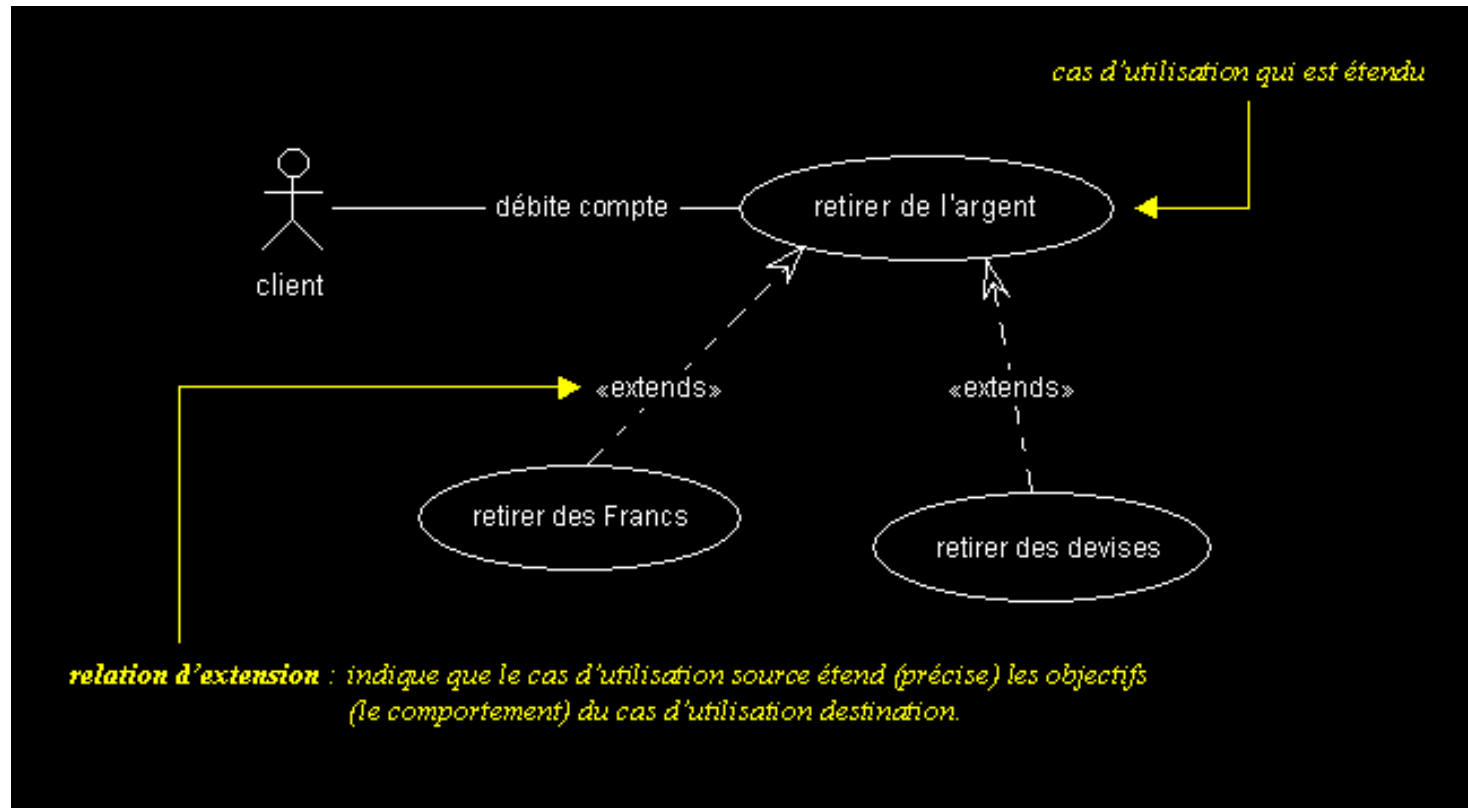 cas d'utilisation qui est étendu
débite compte
retirer de l'argent
client
«extends»
«extends»
retirer des Francs
retirer des devises
relation d'extension : indique que le cas d'utilisation source étend (précise) les objectifs
(le comportement) du cas d'utilisation destination.